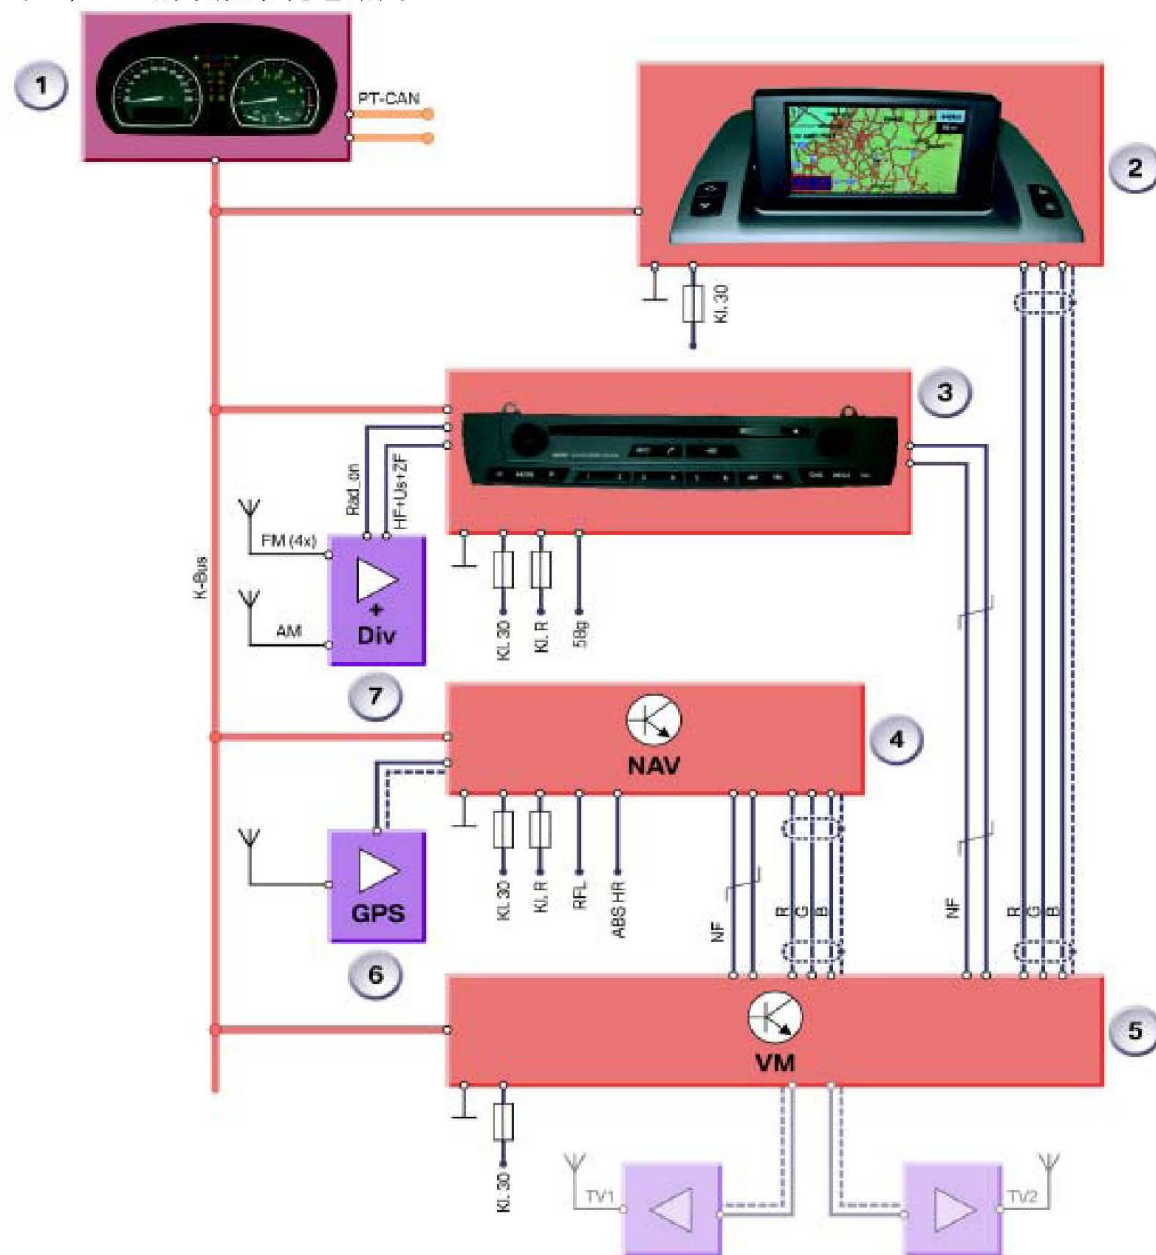 1
PT-CAN
2
Kl. 30
3
Rad_on
HF+Us+ZF
FM (4x)
AM
+
Div
7
K-Bus
Kl. 30
Kl. R
58g
NAV
4
GPS
6
Kl. 30
Kl. R
RFL
ABS HR
NF
R
G
B
NF
R
G
B
VM
5
Kl. 30
TV1
TV2